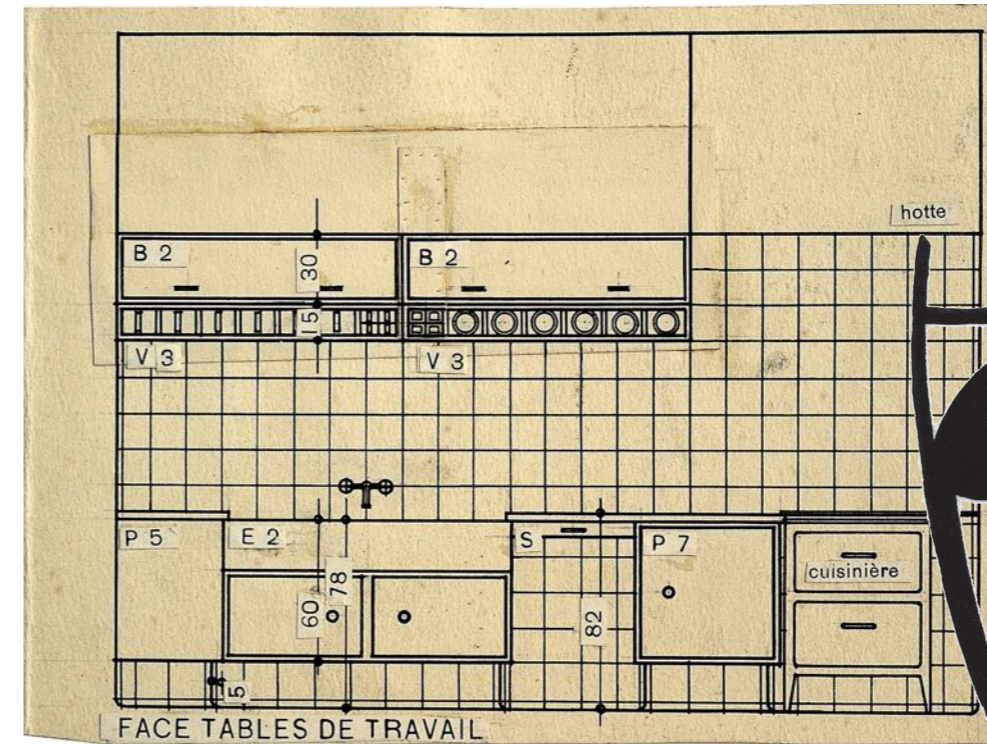 hotte
B 2
30
B 2
15
V 3
V 3
P 5
E 2
S
P 7
cuisinière
78
60
82
5
FACE TABLES DE TRAVAIL